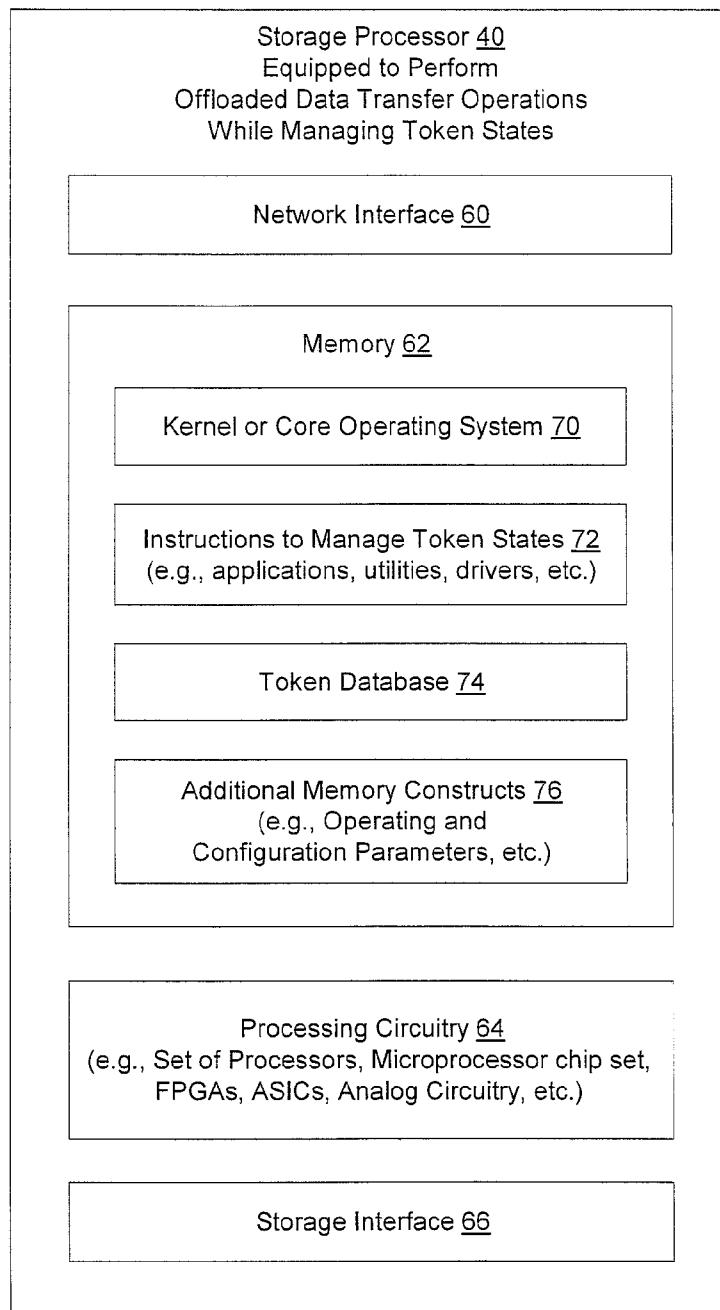 Storage Processor 40
Equipped to Perform
Offloaded Data Transfer Operations
While Managing Token States
Network Interface 60
Memory 62
Kernel or Core Operating System 70
Instructions to Manage Token States 72
(e.g., applications, utilities, drivers, etc.)
Token Database 74
Additional Memory Constructs 76
(e.g., Operating and
Configuration Parameters, etc.)
Processing Circuitry 64
(e.g., Set of Processors, Microprocessor chip set,
FPGAs, ASICs, Analog Circuitry, etc.)
Storage Interface 66